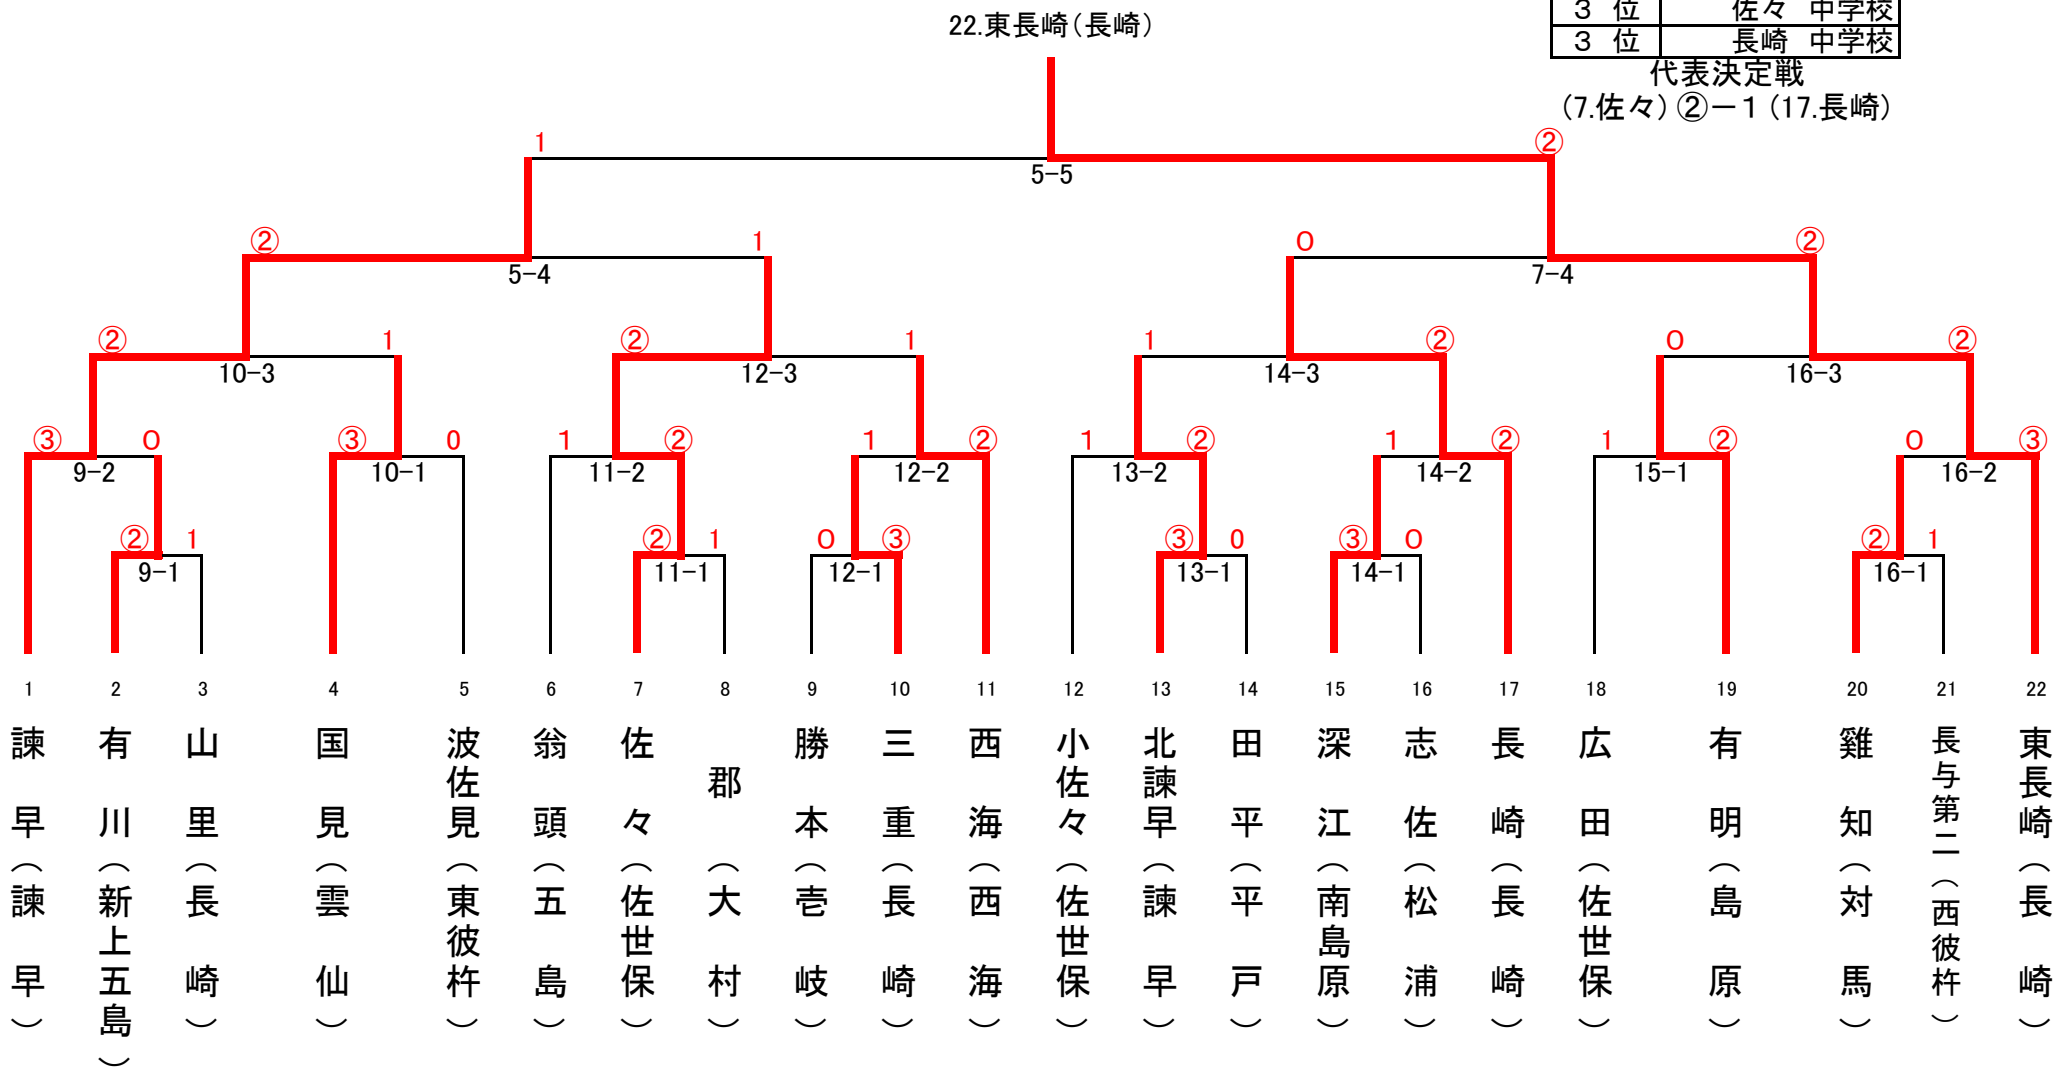 3 位 佐々 中学校
22.東長崎（長崎）
3 位 長崎 中学校
代表決定戦
(7.佐々) ②－1 (17.長崎)
1 ②
5-5
② 1 0 ②
5-4 7-4
② 1 ② 1 1 ② 0 ②
10-3 12-3 14-3 16-3
③ 0 ③ 0 1 ② 1 ② 1 ② 1 ② 1 ② 0 ③
9-2 10-1 11-2 12-2 13-2 14-2 15-1 16-2
② 1 ② 1 0 ③ ③ 0 ③ 0 ② 1
9-1 11-1 12-1 13-1 14-1 16-1
1 2 3 4 5 6 7 8 9 10 11 12 13 14 15 16 17 18 19 20 21 22
諫早（諫早）
有川（新上五島）
山里（長崎）
国見（雲仙）
波佐見（東彼杵）
翁頭（五島）
佐々（佐世保）
郡（大村）
勝本（壱岐）
三重（長崎）
西海（西海）
小佐々（佐世保）
北諫早（諫早）
田平（平戸）
深江（南島原）
志佐（松浦）
長崎（長崎）
広田（佐世保）
有明（島原）
雞知（対馬）
長与第二（西彼杵）
東長崎（長崎）